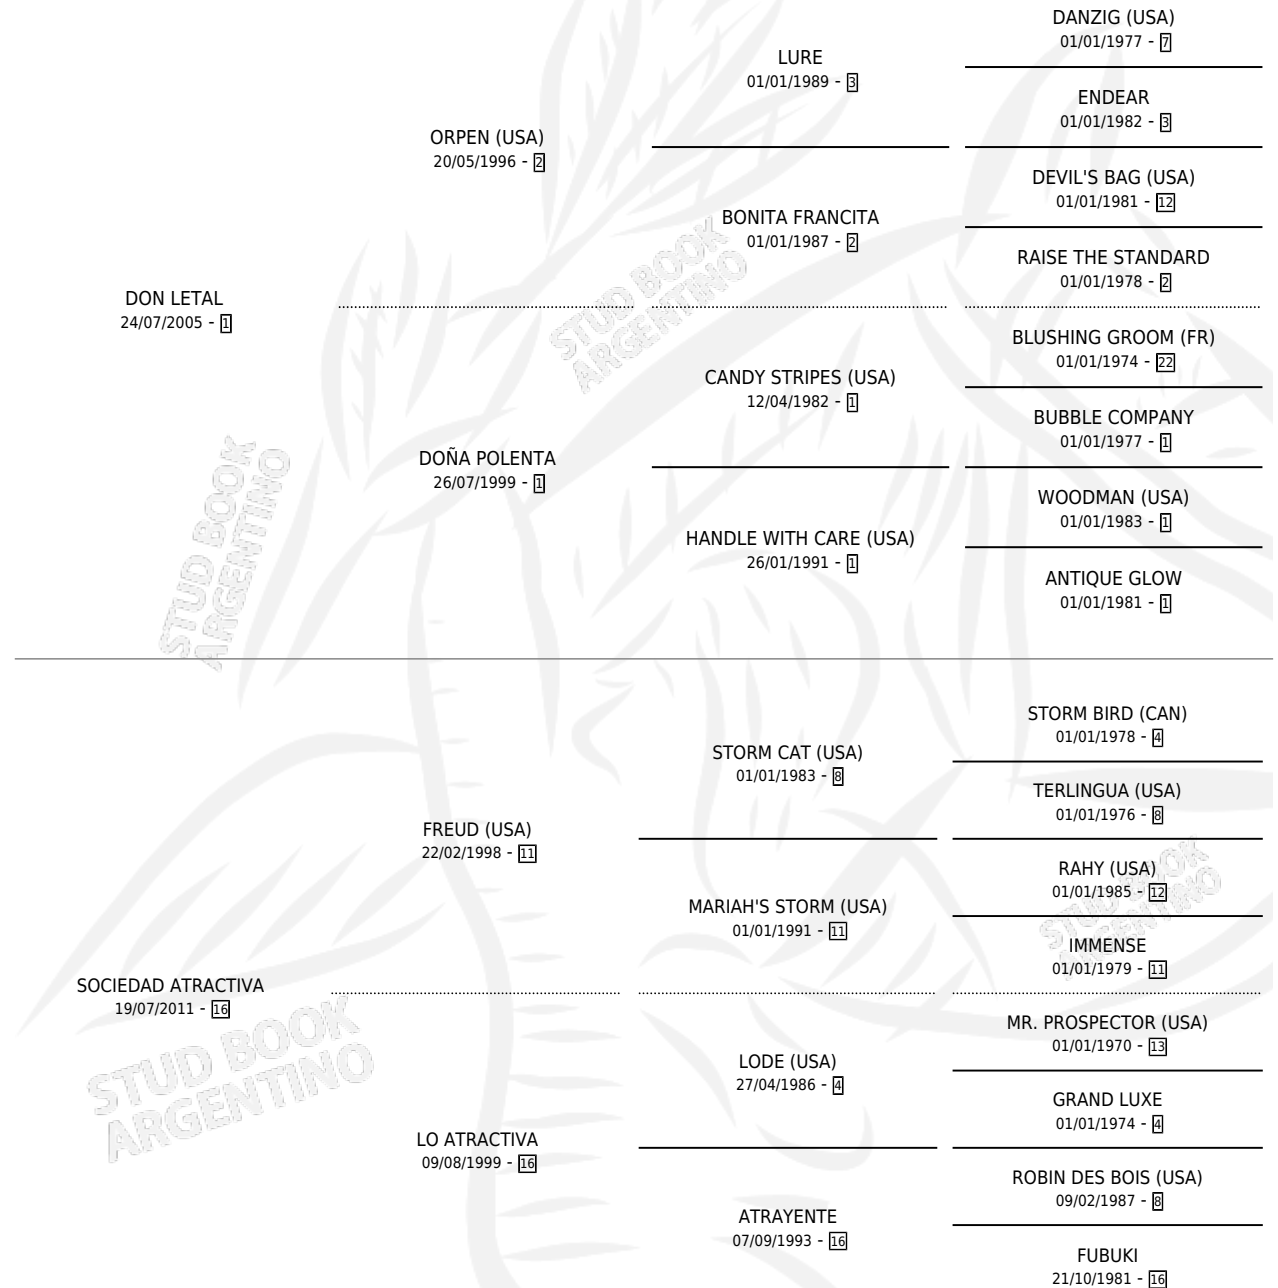 DANZIG (USA)
01/01/1977 - 7
LURE
01/01/1989 - 3
ENDEAR
01/01/1982 - 3
ORPEN (USA)
20/05/1996 - 2
DEVIL'S BAG (USA)
01/01/1981 - 12
BONITA FRANCITA
01/01/1987 - 2
RAISE THE STANDARD
01/01/1978 - 2
DON LETAL
24/07/2005 - 1
BLUSHING GROOM (FR)
01/01/1974 - 22
CANDY STRIPES (USA)
12/04/1982 - 1
BUBBLE COMPANY
01/01/1977 - 1
DOÑA POLENTA
26/07/1999 - 1
WOODMAN (USA)
01/01/1983 - 1
HANDLE WITH CARE (USA)
26/01/1991 - 1
ANTIQUE GLOW
01/01/1981 - 1
STORM BIRD (CAN)
01/01/1978 - 4
STORM CAT (USA)
01/01/1983 - 8
TERLINGUA (USA)
01/01/1976 - 8
FREUD (USA)
22/02/1998 - 11
RAHY (USA)
01/01/1985 - 12
MARIAH'S STORM (USA)
01/01/1991 - 11
IMMENSE
01/01/1979 - 11
SOCIEDAD ATRACTIVA
19/07/2011 - 16
MR. PROSPECTOR (USA)
01/01/1970 - 13
LODE (USA)
27/04/1986 - 4
GRAND LUXE
01/01/1974 - 4
LO ATRACTIVA
09/08/1999 - 16
ROBIN DES BOIS (USA)
09/02/1987 - 8
ATRAYENTE
07/09/1993 - 16
FUBUKI
21/10/1981 - 16
STUD BOOK
ARGENTINO
STUD BOOK
ARGENTINO
STUD BOOK
ARGENTINO
STUD BOOK
ARGENTINO